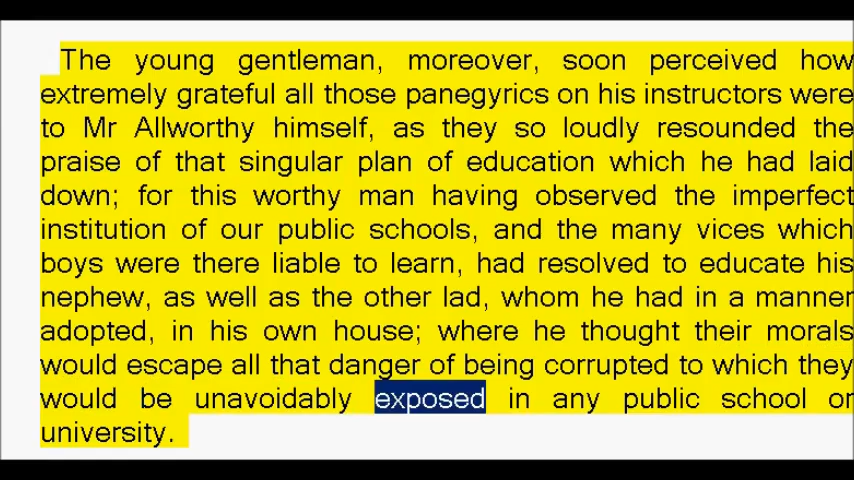 The young gentleman, moreover, soon perceived how
extremely grateful all those panegyrics on his instructors were
to Mr Allworthy himself, as they so loudly resounded the
praise of that singular plan of education which he had laid
down; for this worthy man having observed the imperfect
institution of our public schools, and the many vices which
boys were there liable to learn, had resolved to educate his
nephew, as well as the other lad, whom he had in a manner
adopted, in his own house; where he thought their morals
would escape all that danger of being corrupted to which they
would be unavoidably exposed in any public school or
university.